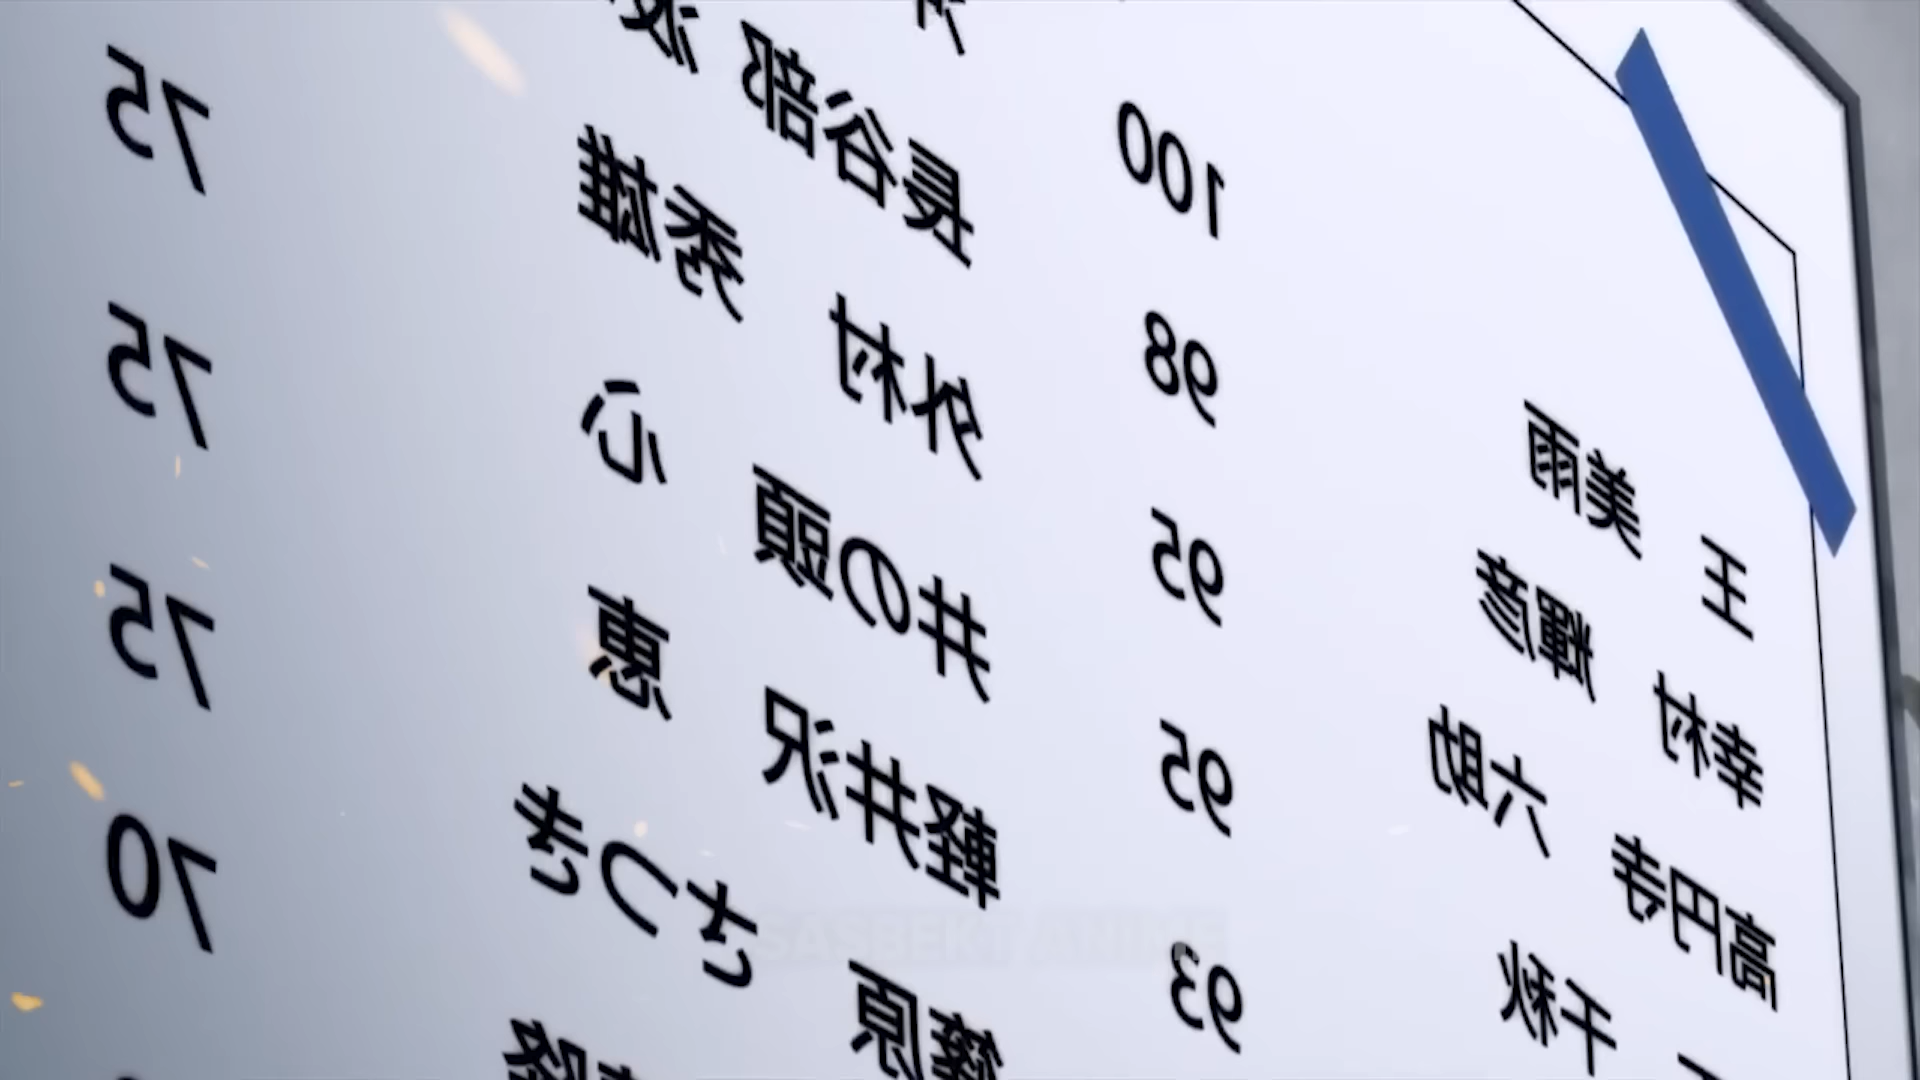 王 美雨 100
幸村 輝彦 98 長谷部
高円寺 六助 95 外村 秀雄
千秋 95 井の頭 心 75
93 軽井沢 恵 75
篠原 さつき 75
70